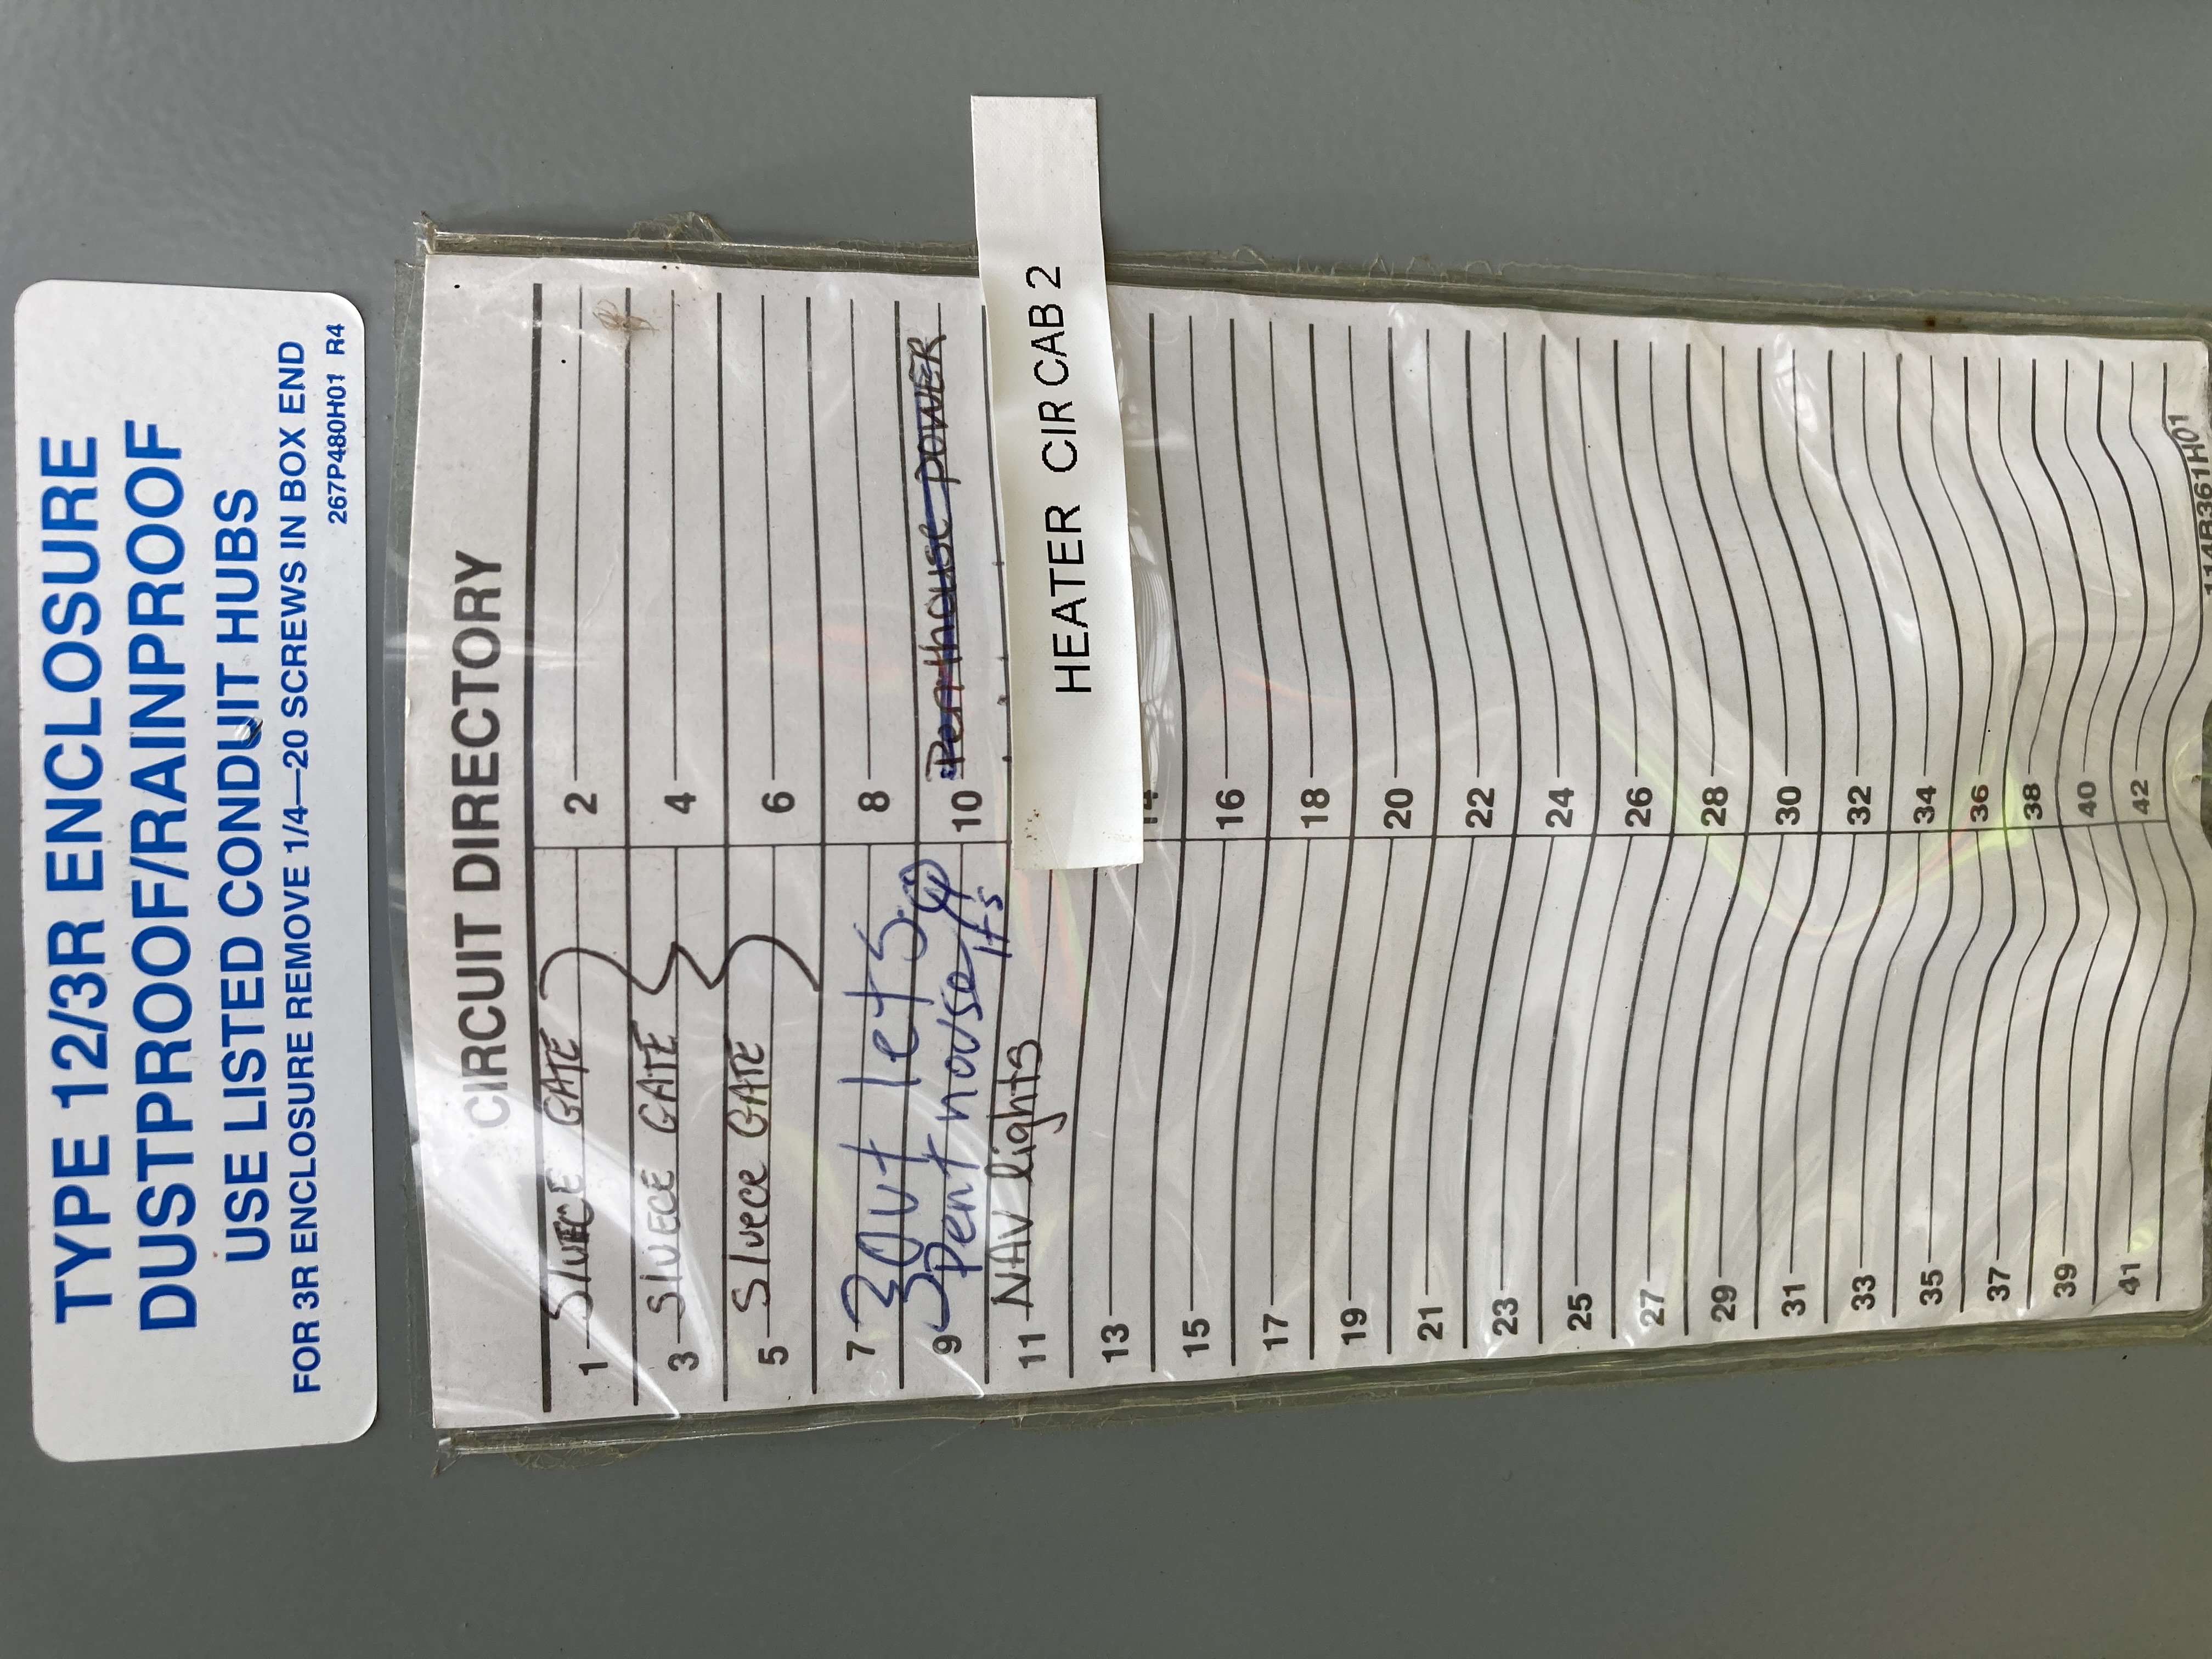 TYPE 12/3R ENCLOSURE
DUSTPROOF/RAINPROOF
USE LISTED CONDUIT HUBS
FOR 3R ENCLOSURE REMOVE 1/4—20 SCREWS IN BOX END
267P480H01 R4
CIRCUIT DIRECTORY
1 SluECE GATE
2
3 SlUECE GATE
4
5 Sluece GATE
6
7 3 out lets
8
9 Pent house lts
10 Penthouse POWER
11 NAV lights
HEATER CIR CAB 2
13
14
15
16
17
18
19
20
21
22
23
24
25
26
27
28
29
30
31
32
33
34
35
36
37
38
39
40
41
42
114B361H01